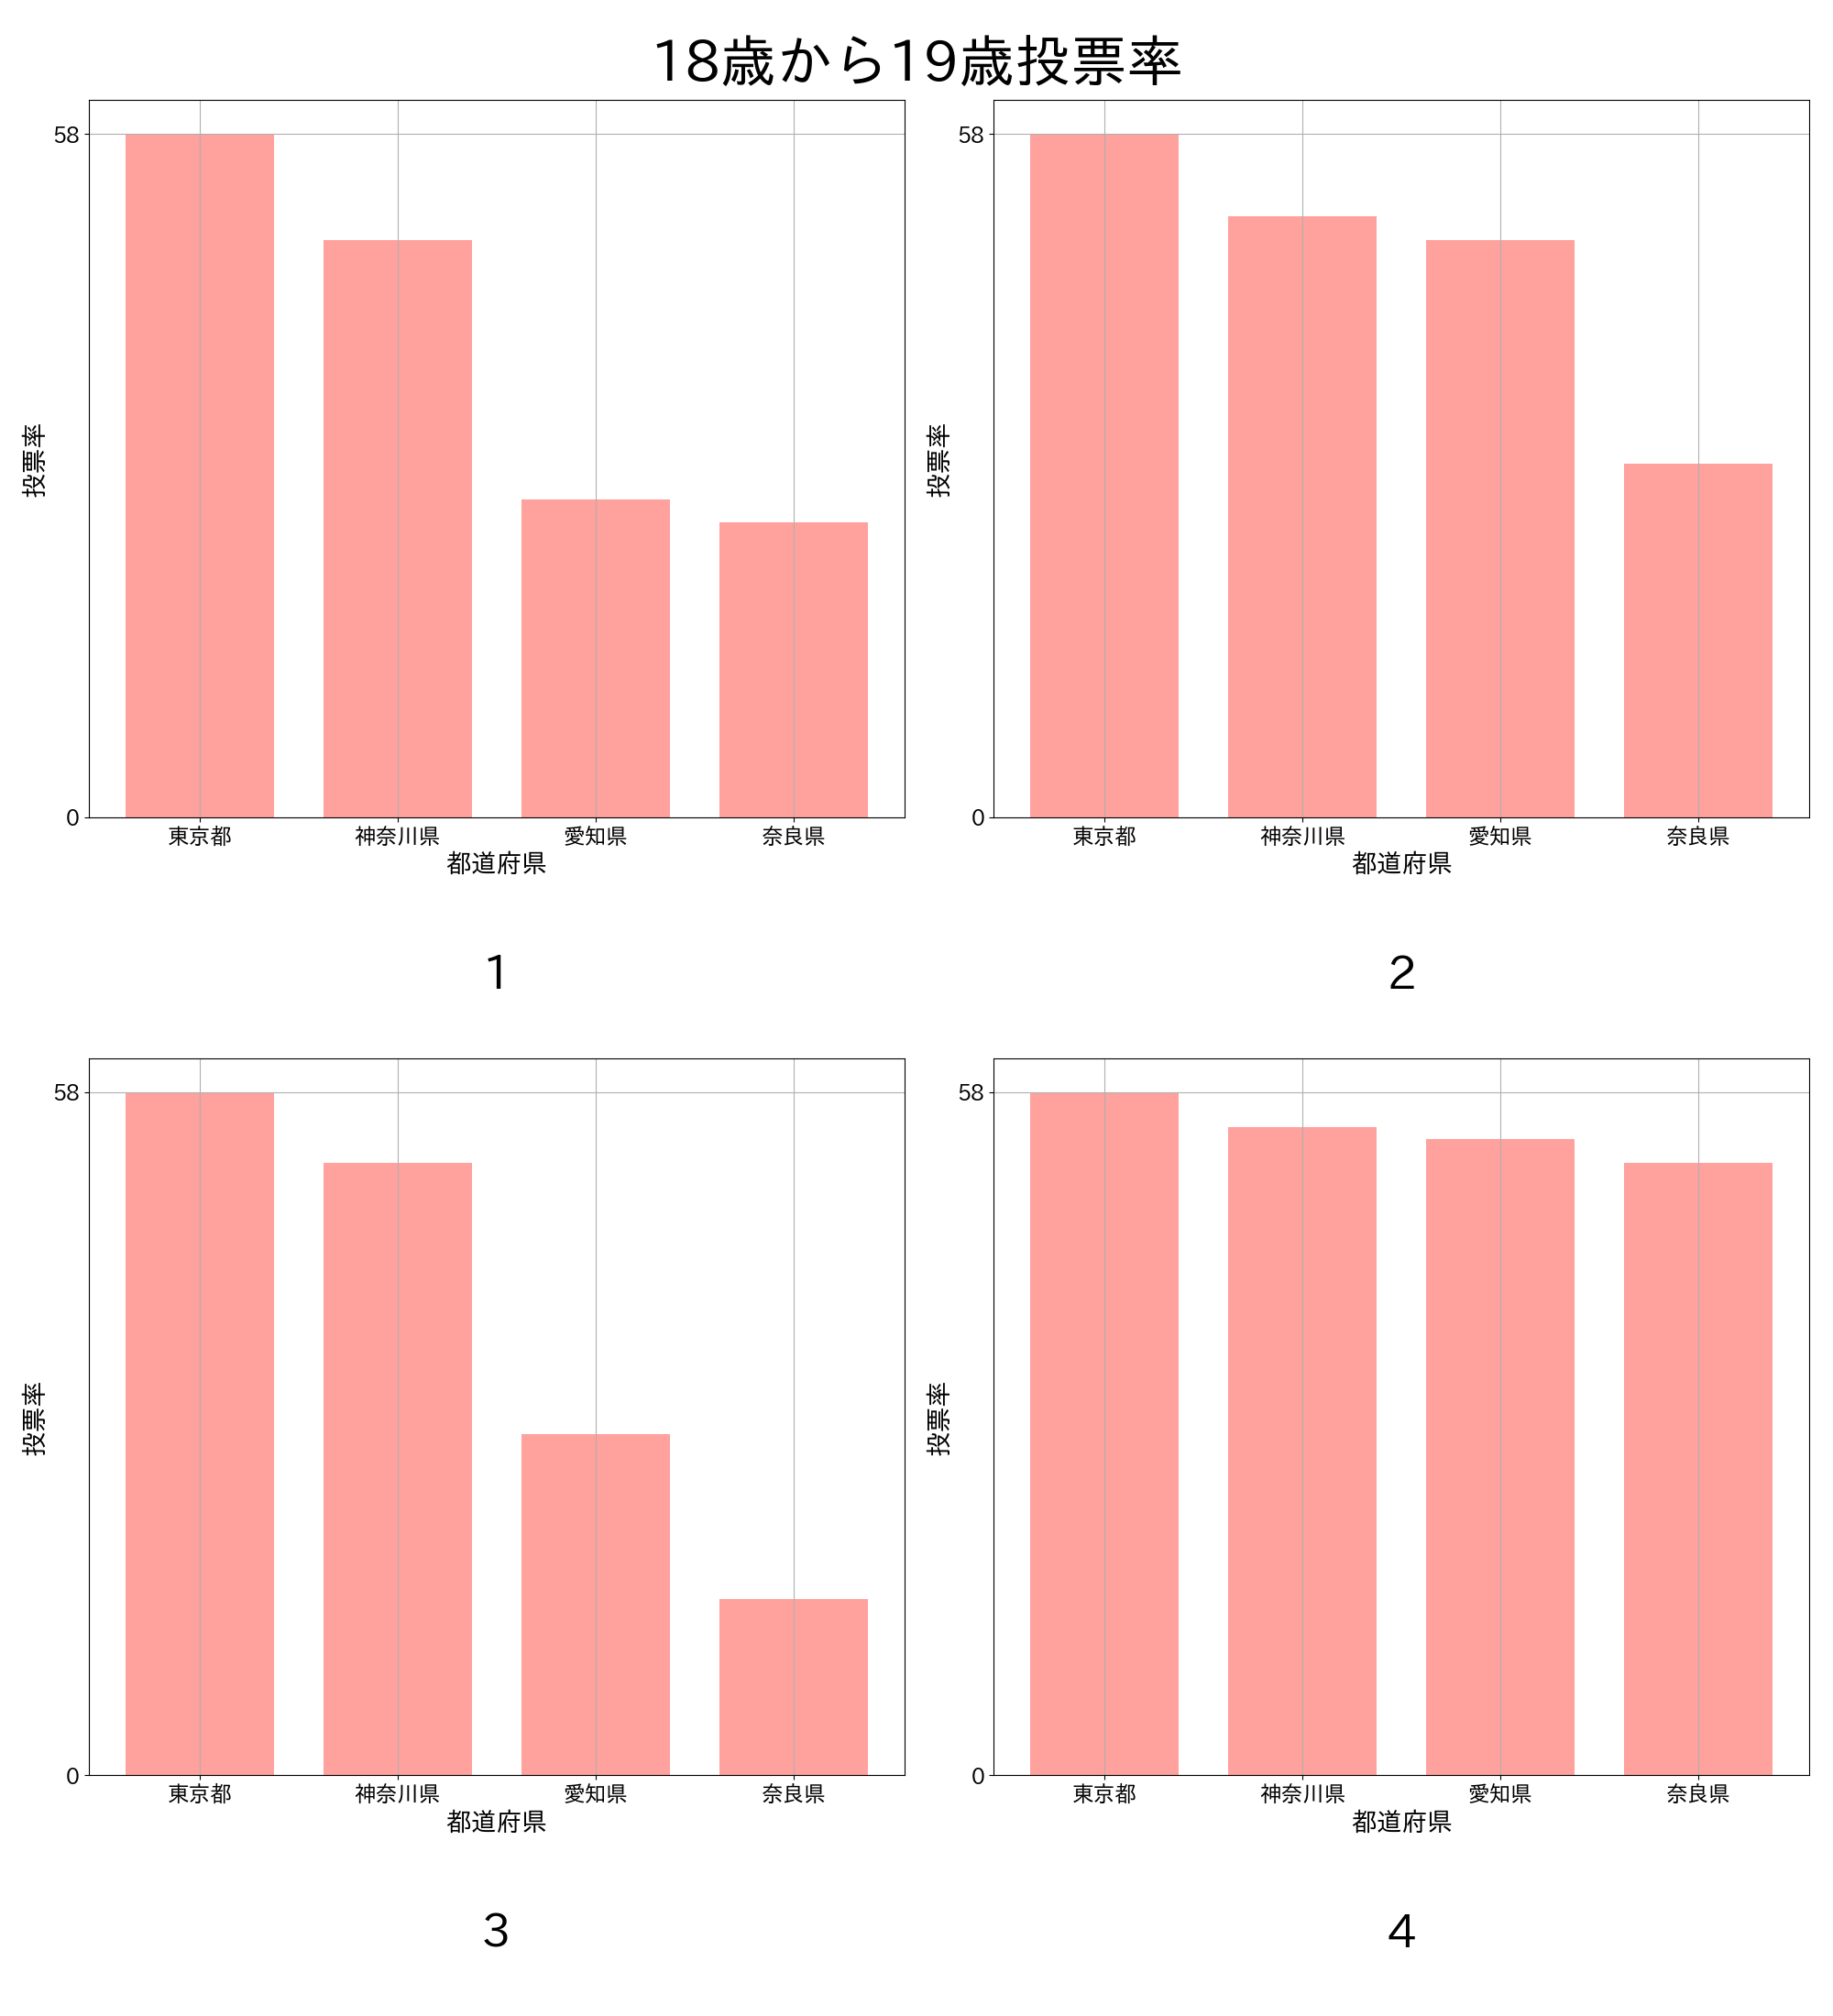 18歳から19歳投票率
58
0
投票率
東京都 神奈川県 愛知県 奈良県
都道府県
1
58
0
投票率
東京都 神奈川県 愛知県 奈良県
都道府県
2
58
0
投票率
東京都 神奈川県 愛知県 奈良県
都道府県
3
58
0
投票率
東京都 神奈川県 愛知県 奈良県
都道府県
4